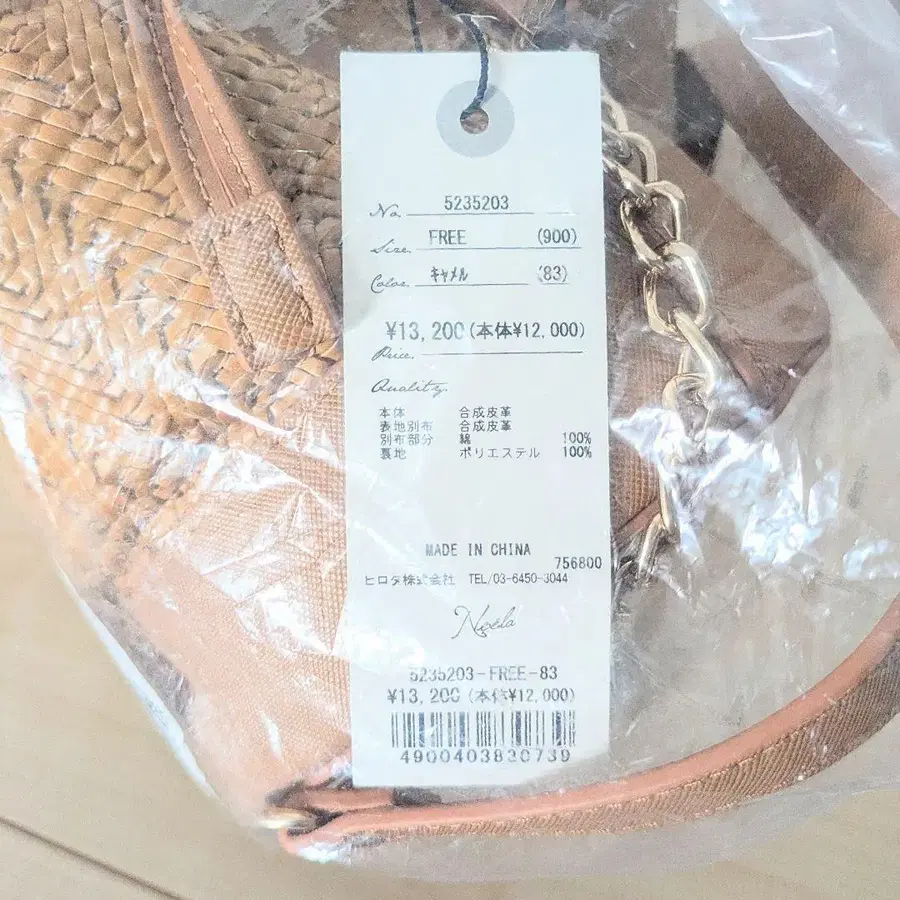 No. 5235203
Size. FREE (900)
Color. キャメル (83)
¥13,200(本体¥12,000)
Price.
Quality.
本体 合成皮革
表地別布 合成皮革
別布部分 綿 100%
裏地 ポリエステル 100%
MADE IN CHINA
756800
ヒロタ株式会社 TEL/03-6450-3044
Noela
5235203-FREE-83
¥13,200(本体¥12,000)
4900403830739